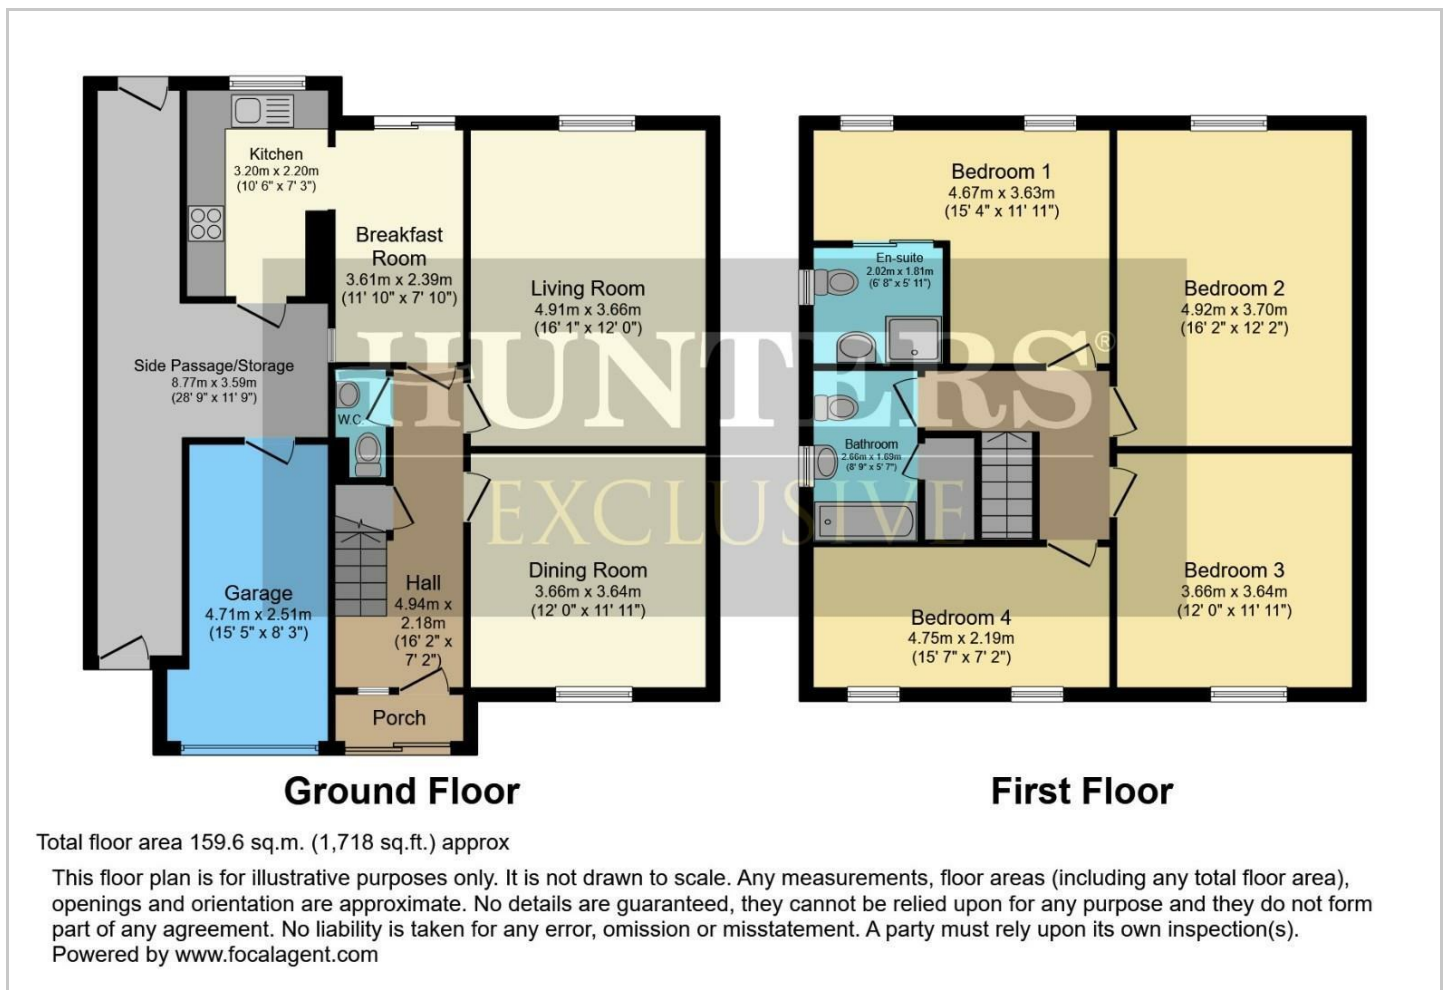 Kitchen
3.20m x 2.20m
(10' 6" x 7' 3")
Breakfast
Room
3.61m x 2.39m
(11' 10" x 7' 10")
Living Room
4.91m x 3.66m
(16' 1" x 12' 0")
Side Passage/Storage
8.77m x 3.59m
(28' 9" x 11' 9")
W.C
Garage
4.71m x 2.51m
(15' 5" x 8' 3")
Hall
4.94m x
2.18m
(16' 2" x
7' 2")
Dining Room
3.66m x 3.64m
(12' 0" x 11' 11")
Porch
Ground Floor
Bedroom 1
4.67m x 3.63m
(15' 4" x 11' 11")
En-suite
2.02m x 1.81m
(6' 8" x 5' 11")
Bedroom 2
4.92m x 3.70m
(16' 2" x 12' 2")
Bathroom
2.66m x 1.69m
(8' 9" x 5' 7")
Bedroom 3
3.66m x 3.64m
(12' 0" x 11' 11")
Bedroom 4
4.75m x 2.19m
(15' 7" x 7' 2")
First Floor
HUNTERS®
EXCLUSIVE
Total floor area 159.6 sq.m. (1,718 sq.ft.) approx
This floor plan is for illustrative purposes only. It is not drawn to scale. Any measurements, floor areas (including any total floor area),
openings and orientation are approximate. No details are guaranteed, they cannot be relied upon for any purpose and they do not form
part of any agreement. No liability is taken for any error, omission or misstatement. A party must rely upon its own inspection(s).
Powered by www.focalagent.com